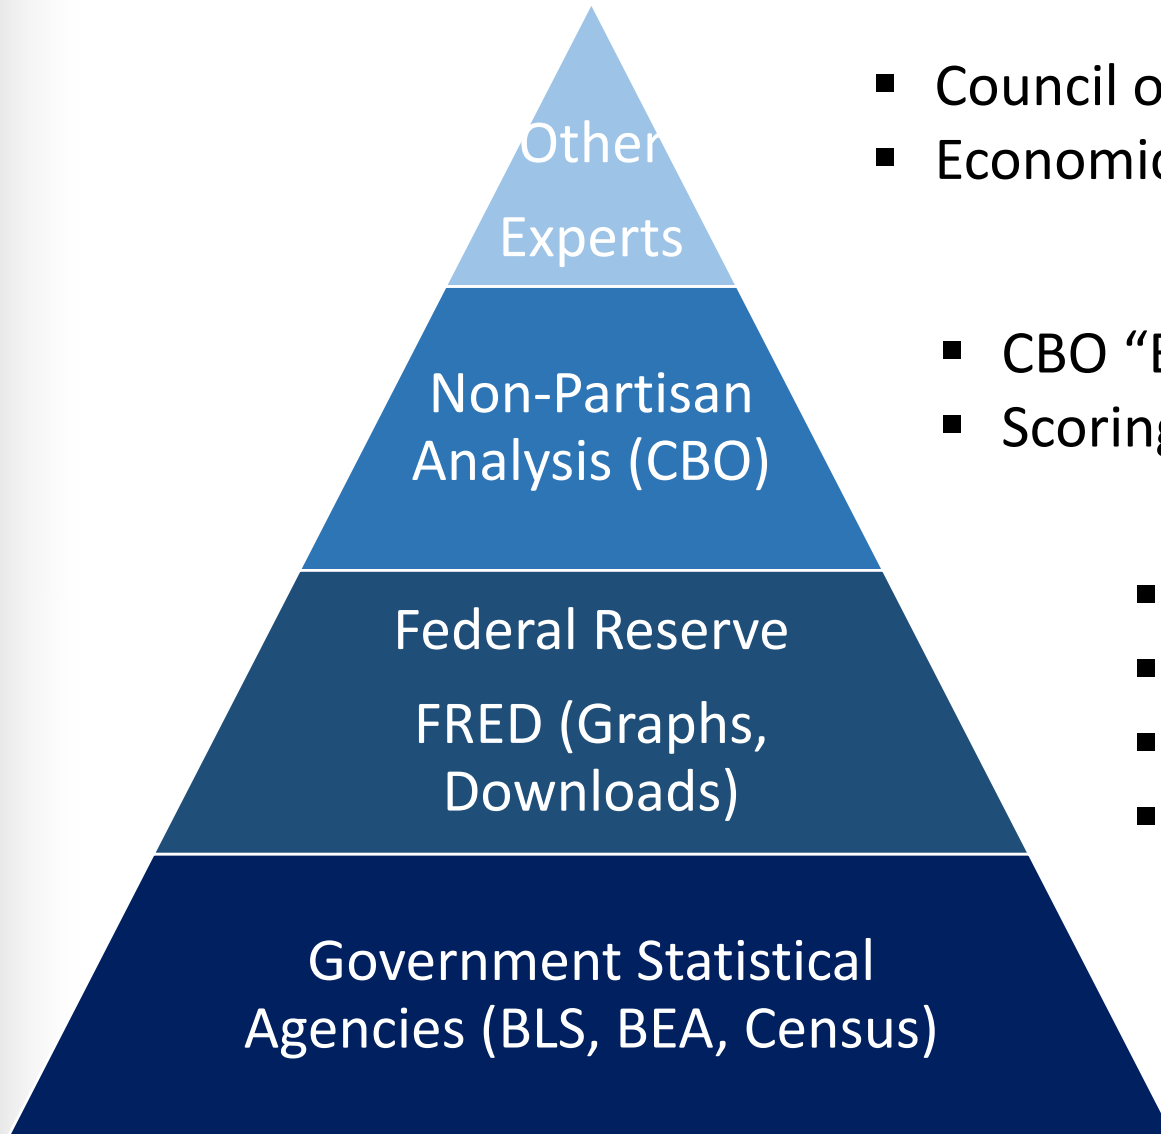 Other
Experts
Non-Partisan
Analysis (CBO)
Federal Reserve
FRED (Graphs,
Downloads)
Government Statistical
Agencies (BLS, BEA, Census)
▪ Council
▪ Economic
▪ CBO
▪ Scoring